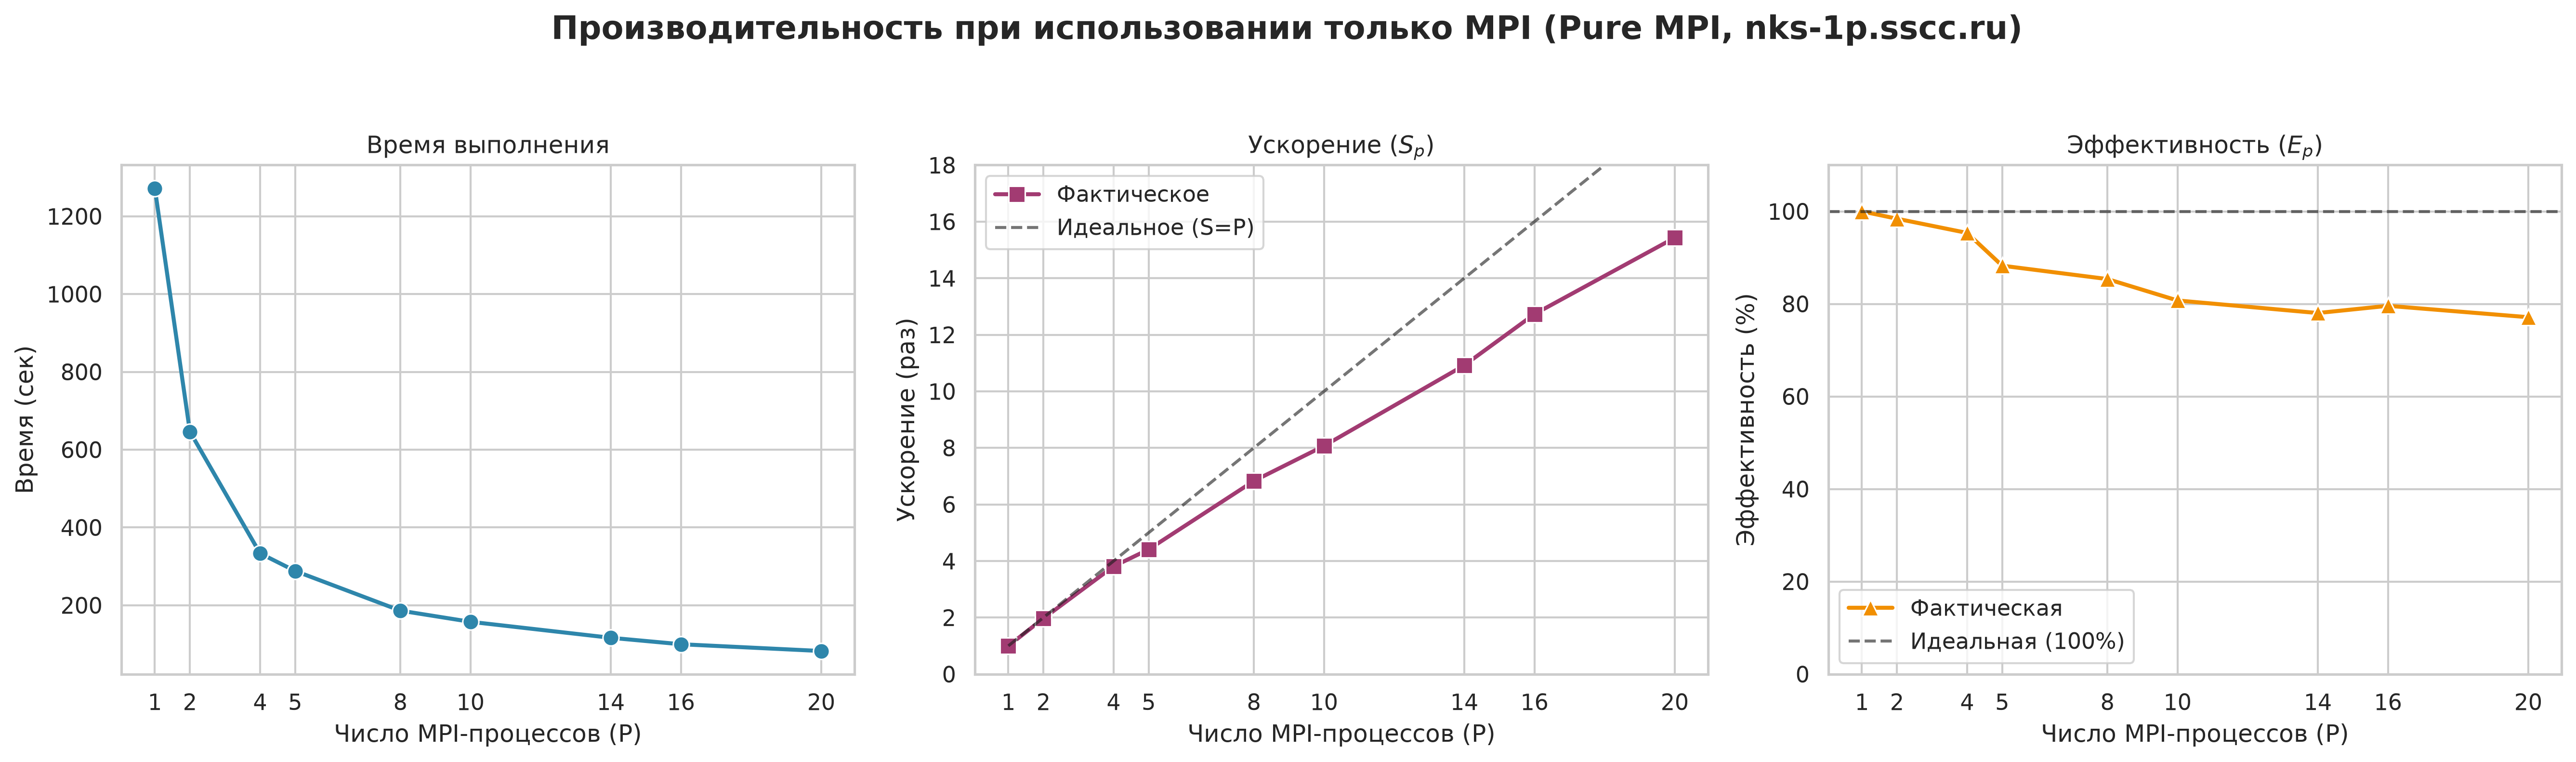 Производительность при использовании только MPI (Pure MPI, nks-1p.sscc.ru)
Время выполнения
1200
1000
800
600
400
200
Время (сек)
1 2 4 5 8 10 14 16 20
Число MPI-процессов (P)
Ускорение (Sₚ)
18
16
14
12
10
8
6
4
2
0
Ускорение (раз)
Фактическое
Идеальное (S=P)
1 2 4 5 8 10 14 16 20
Число MPI-процессов (P)
Эффективность (Eₚ)
100
80
60
40
20
0
Эффективность (%)
Фактическая
Идеальная (100%)
1 2 4 5 8 10 14 16 20
Число MPI-процессов (P)